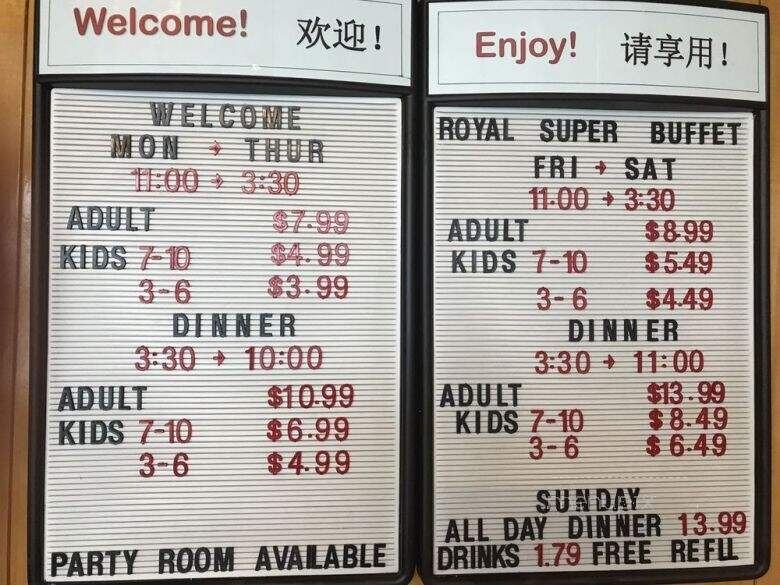 Welcome! 欢迎!
WELCOME
MON → THUR
11:00 → 3:30
ADULT $7.99
KIDS 7-10 $4.99
3-6 $3.99
DINNER
3:30 → 10:00
ADULT $10.99
KIDS 7-10 $6.99
3-6 $4.99
PARTY ROOM AVAILABLE
Enjoy! 请享用!
ROYAL SUPER BUFFET
FRI → SAT
11.00 → 3:30
ADULT $8.99
KIDS 7-10 $5.49
3-6 $4.49
DINNER
3:30 → 11:00
ADULT $13.99
KIDS 7-10 $8.49
3-6 $6.49
SUNDAY
ALL DAY DINNER 13.99
DRINKS 1.79 FREE REFLL